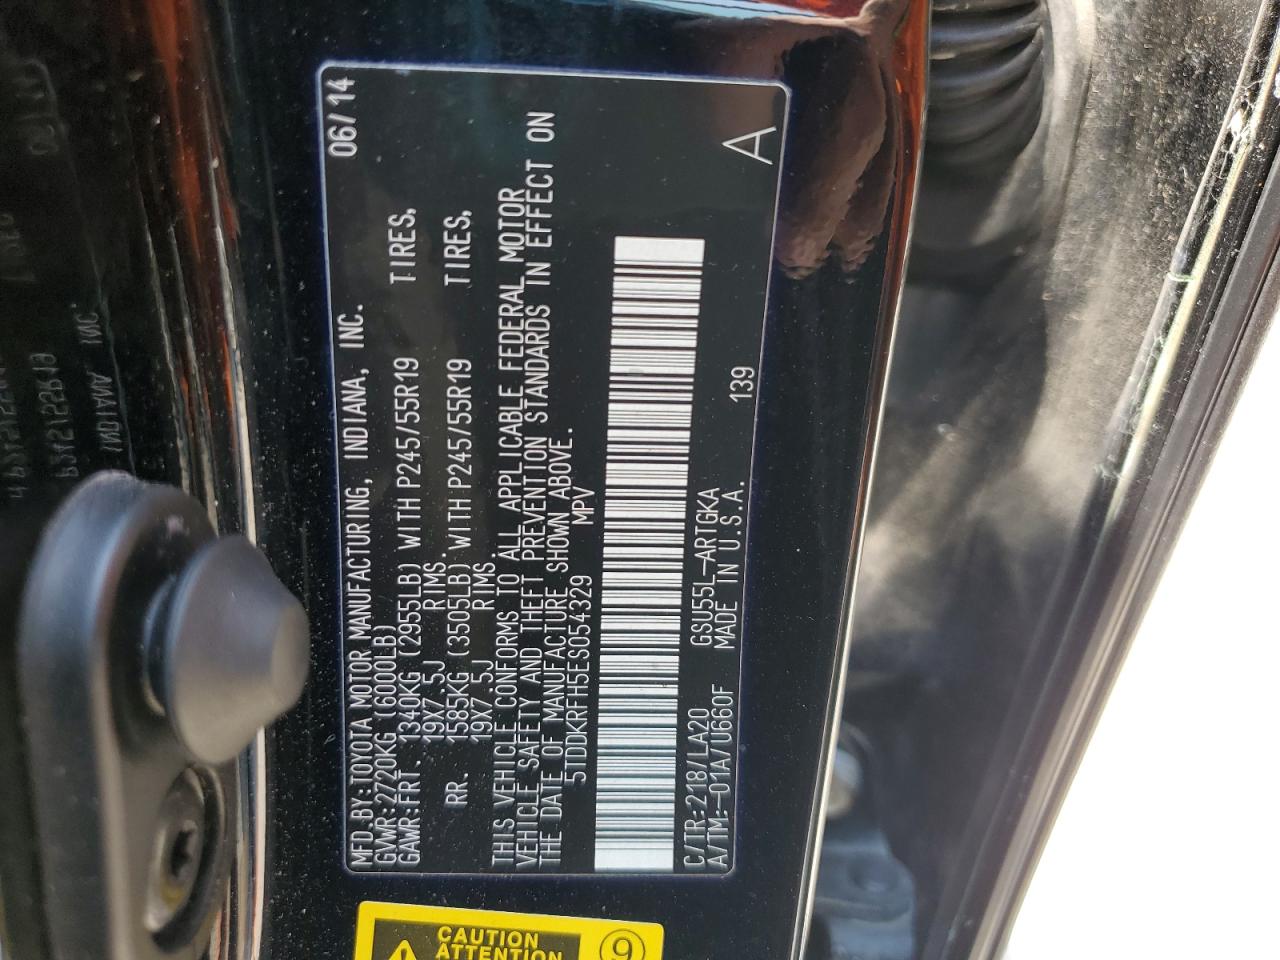 MFD.BY:TOYOTA MOTOR MANUFACTURING, INDIANA, INC. 06/14
GVWR:2720KG (6000LB)
GAWR:FRT. 1340KG (2955LB) WITH P245/55R19 TIRES,
19X7.5J RIMS.
RR. 1585KG (3505LB) WITH P245/55R19 TIRES,
19X7.5J RIMS.
THIS VEHICLE CONFORMS TO ALL APPLICABLE FEDERAL MOTOR
VEHICLE SAFETY AND THEFT PREVENTION STANDARDS IN EFFECT ON
THE DATE OF MANUFACTURE SHOWN ABOVE.
5TDDKRFH5ES054329 MPV
C/TR:218/LA20 GSU55L-ARTGKA
A/TM:-01A/U660F MADE IN U.S.A. 139 A
CAUTION
ATTENTION
9